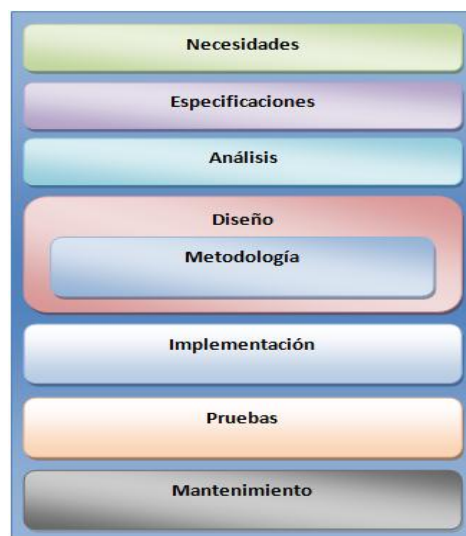 Necesidades
Especificaciones
Análisis
Diseño
Metodología
Implementación
Pruebas
Mantenimiento